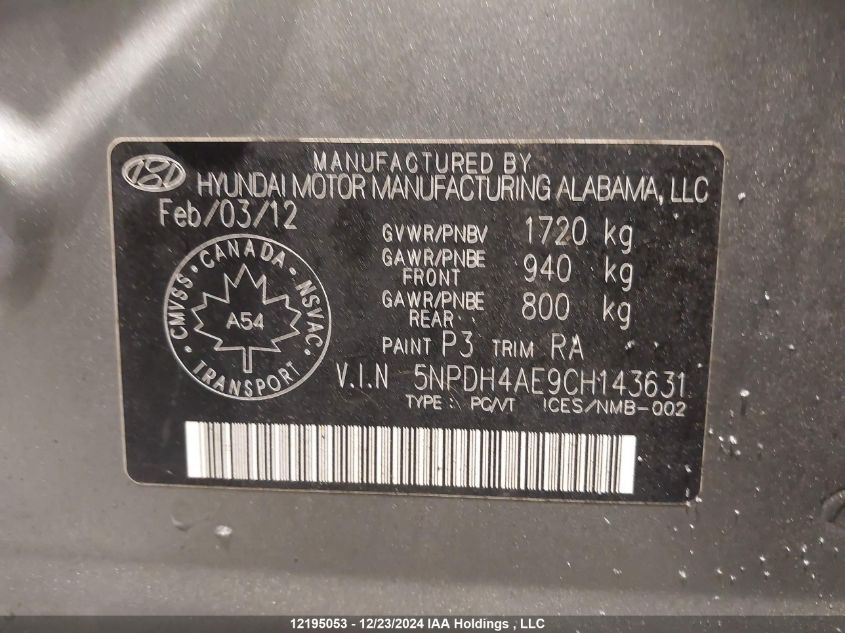 MANUFACTURED BY
HYUNDAI MOTOR MANUFACTURING ALABAMA, LLC
Feb/03/12
GVWR/PNBV 1720 kg
GAWR/PNBE FRONT 940 kg
GAWR/PNBE REAR 800 kg
CMVSS · CANADA · NSVAC · TRANSPORT ·
A54
PAINT P3 TRIM RA
V.I.N 5NPDH4AE9CH143631
TYPE : PC/VT ICES/NMB-002
12195053 - 12/23/2024 IAA Holdings , LLC